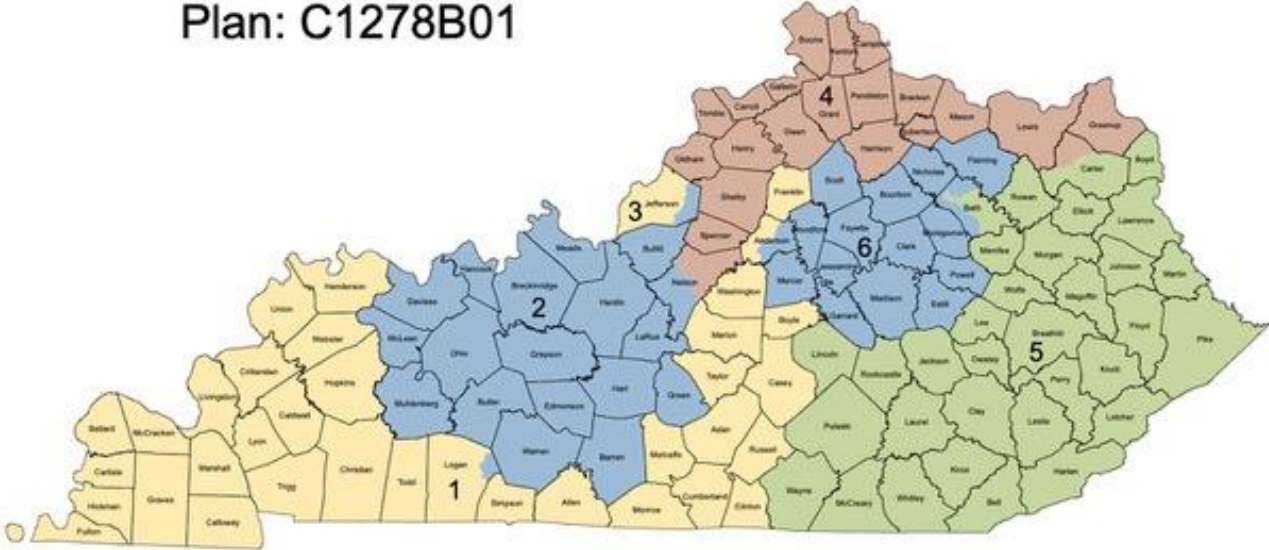 Plan: C1278B01
Boone
Kenton
Campbell
Gallatin
4
Pendleton
Bracken
Grant
Trimble
Carroll
Owen
Mason
Lewis
Greenup
Robertson
Henry
Harrison
Oldham
Fleming
Boyd
Carter
Nicholas
Scott
Shelby
Franklin
Bourbon
Jefferson
3
Bath
Rowan
Elliott
Lawrence
Spencer
Anderson
Woodford
Fayette
6
Clark
Montgomery
Menifee
Morgan
Bullitt
Meade
Hancock
Breckinridge
2
Hardin
Nelson
Washington
Mercer
Jessamine
Madison
Powell
Estill
Wolfe
Magoffin
Johnson
Martin
Henderson
Union
Daviess
Webster
McLean
Ohio
Grayson
LaRue
Marion
Boyle
Garrard
Lee
Breathitt
5
Floyd
Pike
Lincoln
Rockcastle
Jackson
Owsley
Perry
Knott
Crittenden
Hopkins
Livingston
Caldwell
Muhlenberg
Butler
Edmonson
Hart
Green
Taylor
Casey
Adair
Pulaski
Laurel
Clay
Leslie
Letcher
Ballard
McCracken
Carlisle
Marshall
Lyon
Trigg
Christian
Todd
Logan
1
Warren
Barren
Metcalfe
Russell
Knox
Harlan
Hickman
Graves
Calloway
Fulton
Simpson
Allen
Monroe
Cumberland
Clinton
Wayne
McCreary
Whitley
Bell